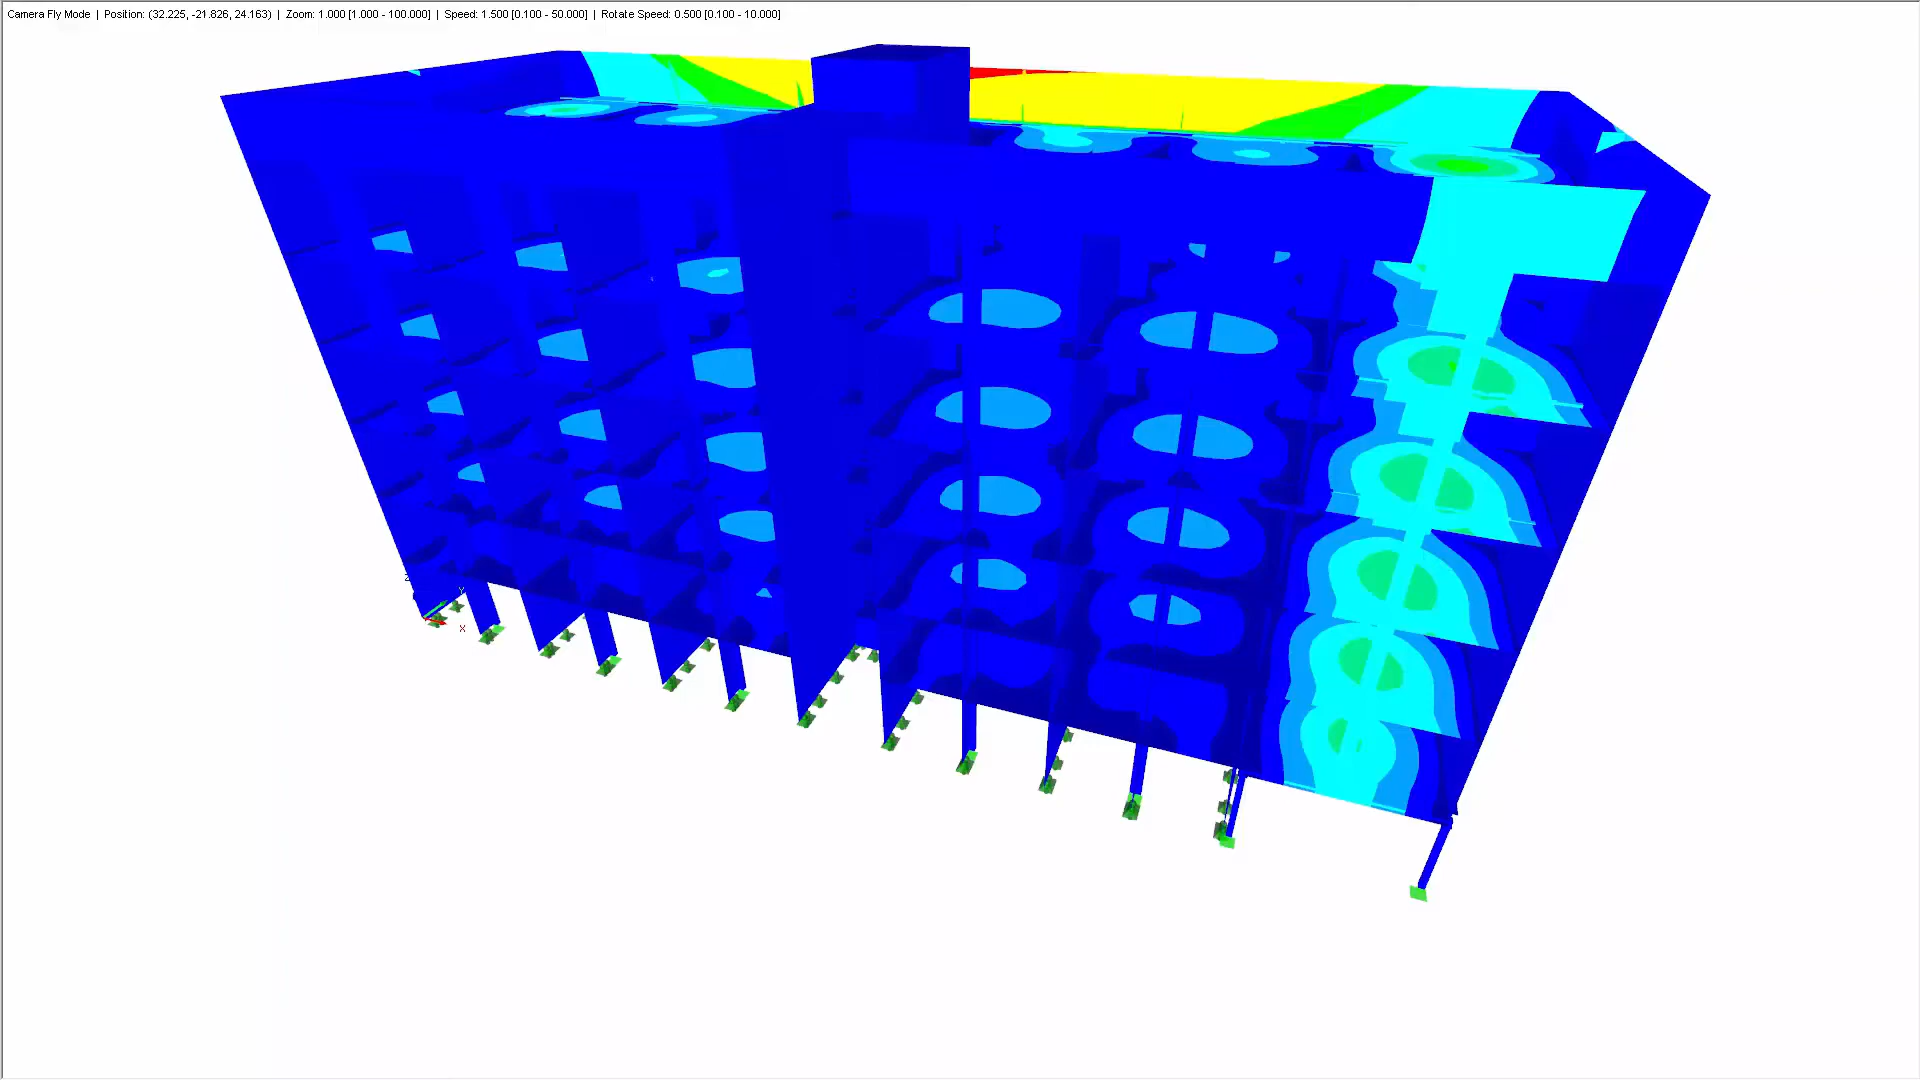 Camera Fly Mode | Position: (32.225, -21.826, 24.163) | Zoom: 1.000 [1.000 - 100.000] | Speed: 1.500 [0.100 - 50.000] | Rotate Speed: 0.500 [0.100 - 10.000]
Z
Y
X